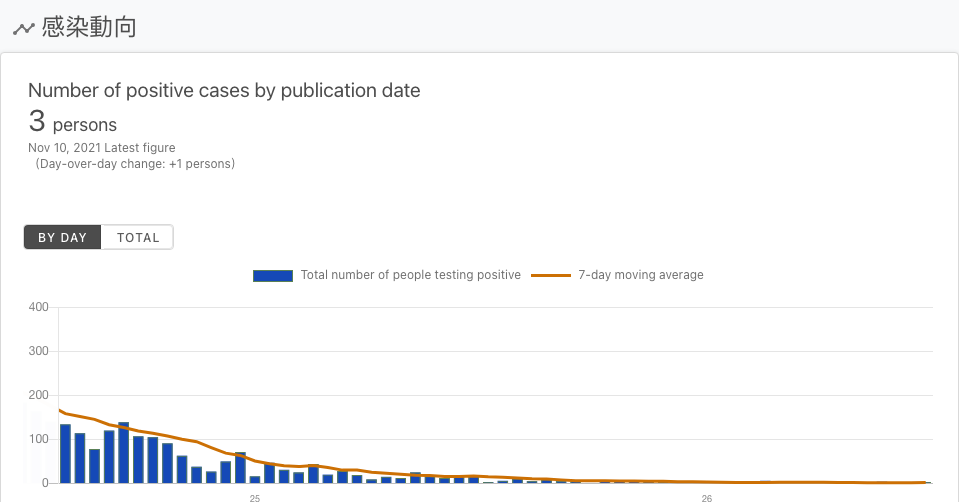 感染動向
Number of positive cases by publication date
3 persons
Nov 10, 2021 Latest figure
(Day-over-day change: +1 persons)
BY DAY TOTAL
Total number of people testing positive 7-day moving average
400
300
200
100
0
25 26